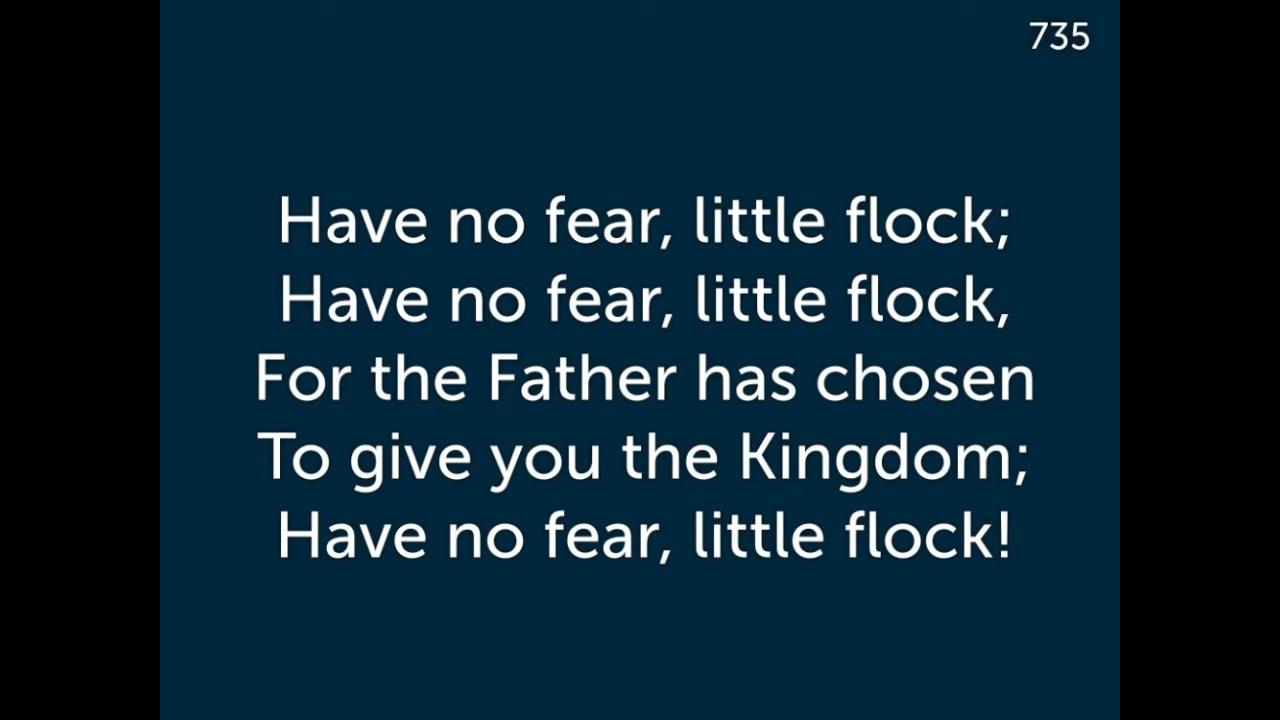 735
Have no fear, little flock;
Have no fear, little flock,
For the Father has chosen
To give you the Kingdom;
Have no fear, little flock!